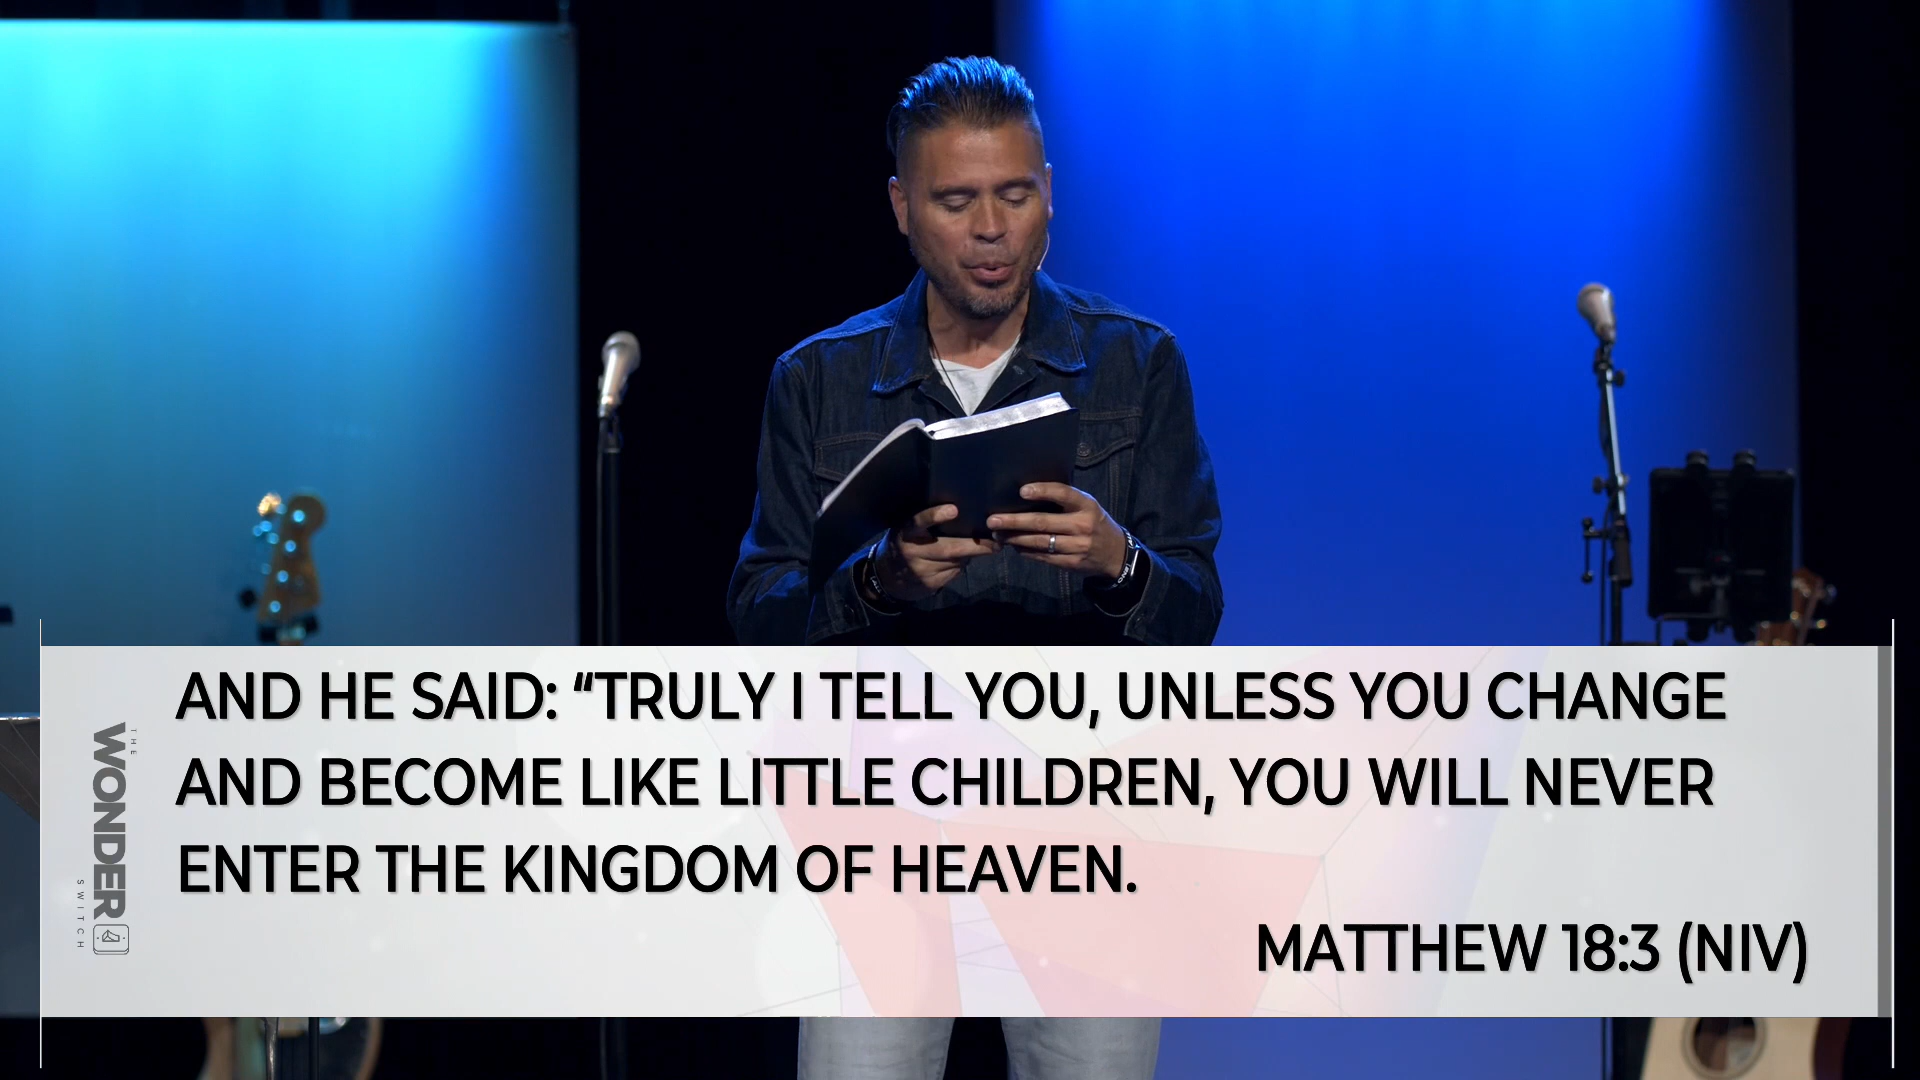 AND HE SAID: “TRULY I TELL YOU, UNLESS YOU CHANGE
AND BECOME LIKE LITTLE CHILDREN, YOU WILL NEVER
ENTER THE KINGDOM OF HEAVEN.
MATTHEW 18:3 (NIV)
THE
WONDER
SWITCH